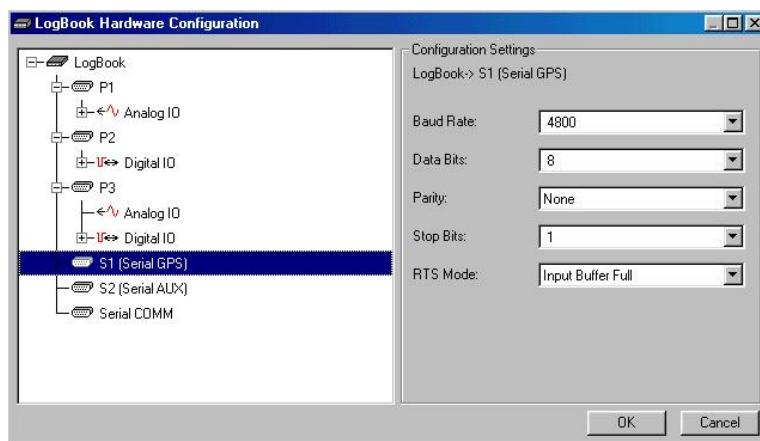 LogBook Hardware Configuration
LogBook
P1
Analog IO
P2
Digital IO
P3
Analog IO
Digital IO
S1 (Serial GPS)
S2 (Serial AUX)
Serial COMM
Configuration Settings
LogBook-> S1 (Serial GPS)
Baud Rate: 4800
Data Bits: 8
Parity: None
Stop Bits: 1
RTS Mode: Input Buffer Full
OK Cancel